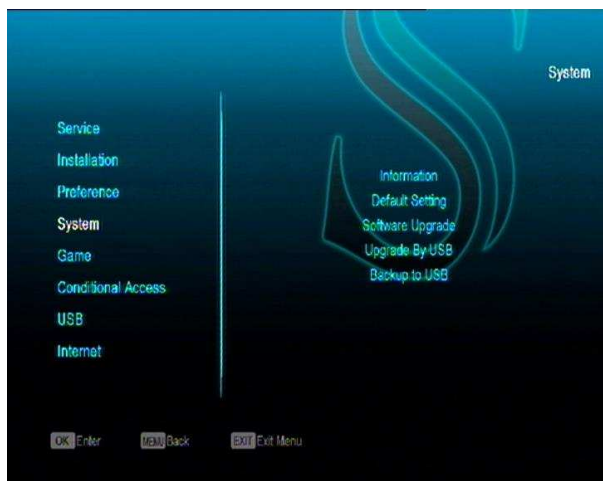 System
Service
Installation
Preference
System
Game
Conditional Access
USB
Internet
Information
Default Setting
Software Upgrade
Upgrade By USB
Backup to USB
OK Enter
MENU Back
EXIT Exit Menu